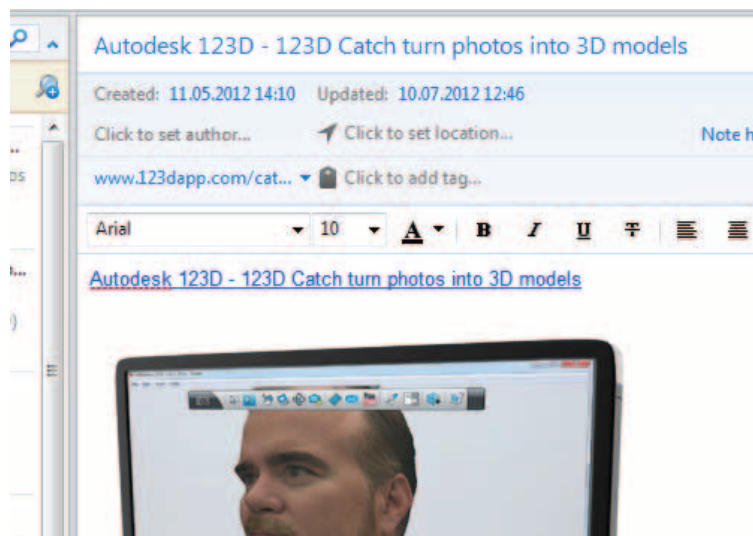 Autodesk 123D - 123D Catch turn photos into 3D models
Created: 11.05.2012 14:10 Updated: 10.07.2012 12:46
Click to set author... Click to set location... Note h
www.123dapp.com/cat... Click to add tag...
Arial 10 A B I U T
Autodesk 123D - 123D Catch turn photos into 3D models